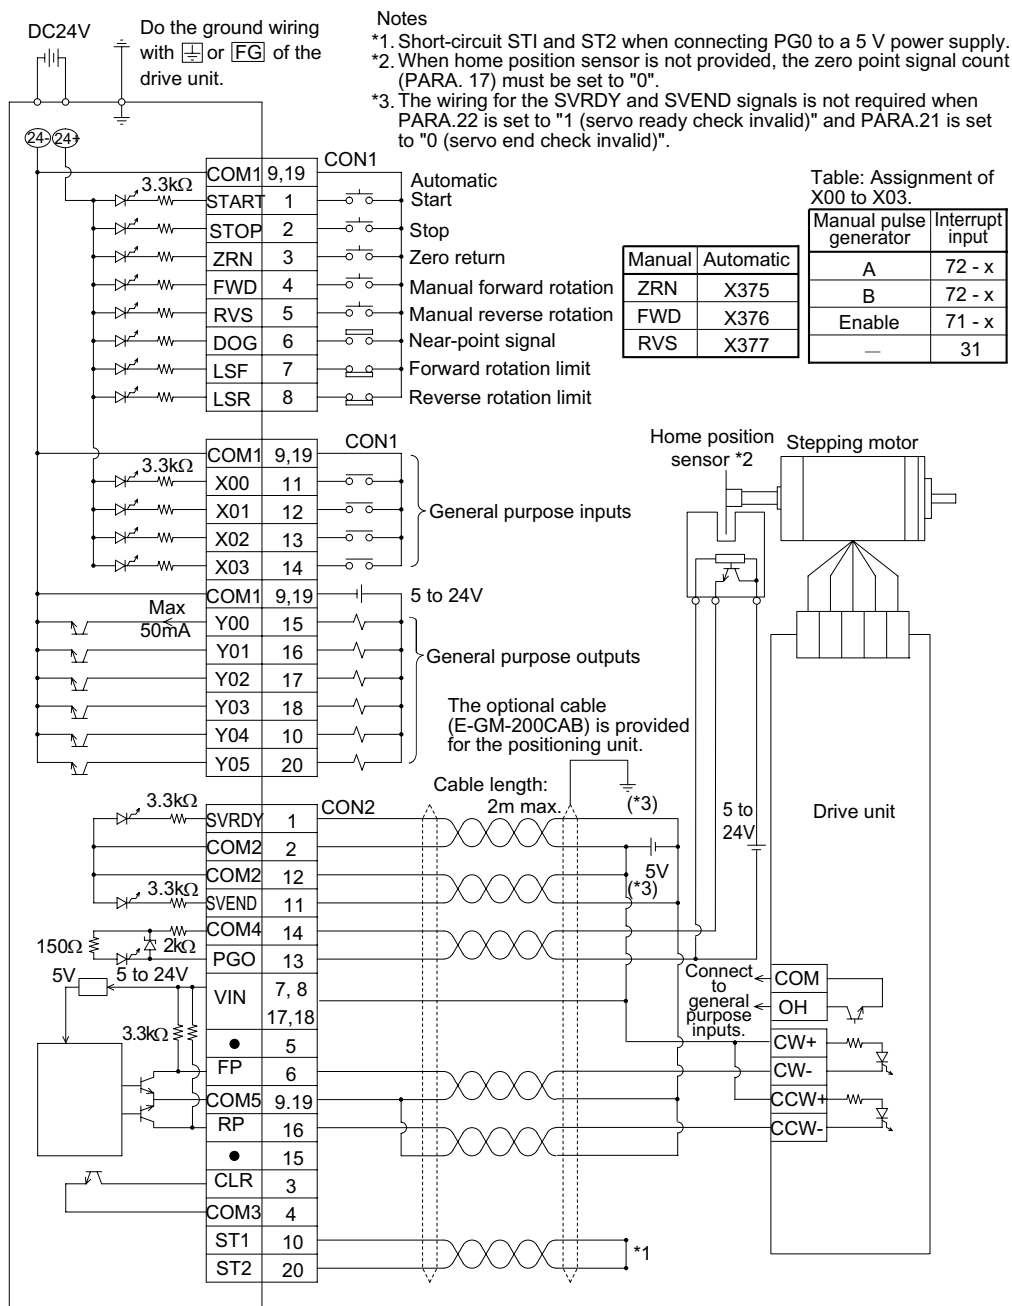 DC24V
Do the ground wiring
with ⏚ or FG of the
drive unit.
Notes
*1. Short-circuit STI and ST2 when connecting PG0 to a 5 V power supply.
*2. When home position sensor is not provided, the zero point signal count
(PARA. 17) must be set to "0".
*3. The wiring for the SVRDY and SVEND signals is not required when
PARA.22 is set to "1 (servo ready check invalid)" and PARA.21 is set
to "0 (servo end check invalid)".
24- 24+
CON1
COM1 9,19
Automatic
3.3kΩ START 1 Start
STOP 2 Stop
ZRN 3 Zero return
FWD 4 Manual forward rotation
RVS 5 Manual reverse rotation
DOG 6 Near-point signal
LSF 7 Forward rotation limit
LSR 8 Reverse rotation limit
Manual Automatic
ZRN X375
FWD X376
RVS X377
Table: Assignment of
X00 to X03.
Manual pulse generator Interrupt input
A 72 - x
B 72 - x
Enable 71 - x
— 31
CON1
COM1 9,19
3.3kΩ X00 11
X01 12
X02 13
X03 14
General purpose inputs
COM1 9,19 5 to 24V
Max
50mA
Y00 15
Y01 16
Y02 17
Y03 18
Y04 10
Y05 20
General purpose outputs
Home position
sensor *2
Stepping motor
The optional cable
(E-GM-200CAB) is provided
for the positioning unit.
Cable length:
2m max.
(*3)
5V
(*3)
5 to
24V
Drive unit
CON2
3.3kΩ SVRDY 1
COM2 2
COM2 12
3.3kΩ SVEND 11
COM4 14
150Ω 2kΩ
PGO 13
5V 5 to 24V
VIN 7, 8
17,18
3.3kΩ
● 5
FP 6
COM5 9.19
RP 16
● 15
CLR 3
COM3 4
ST1 10
ST2 20
*1
Connect
to
general
purpose
inputs.
COM
OH
CW+
CW-
CCW+
CCW-